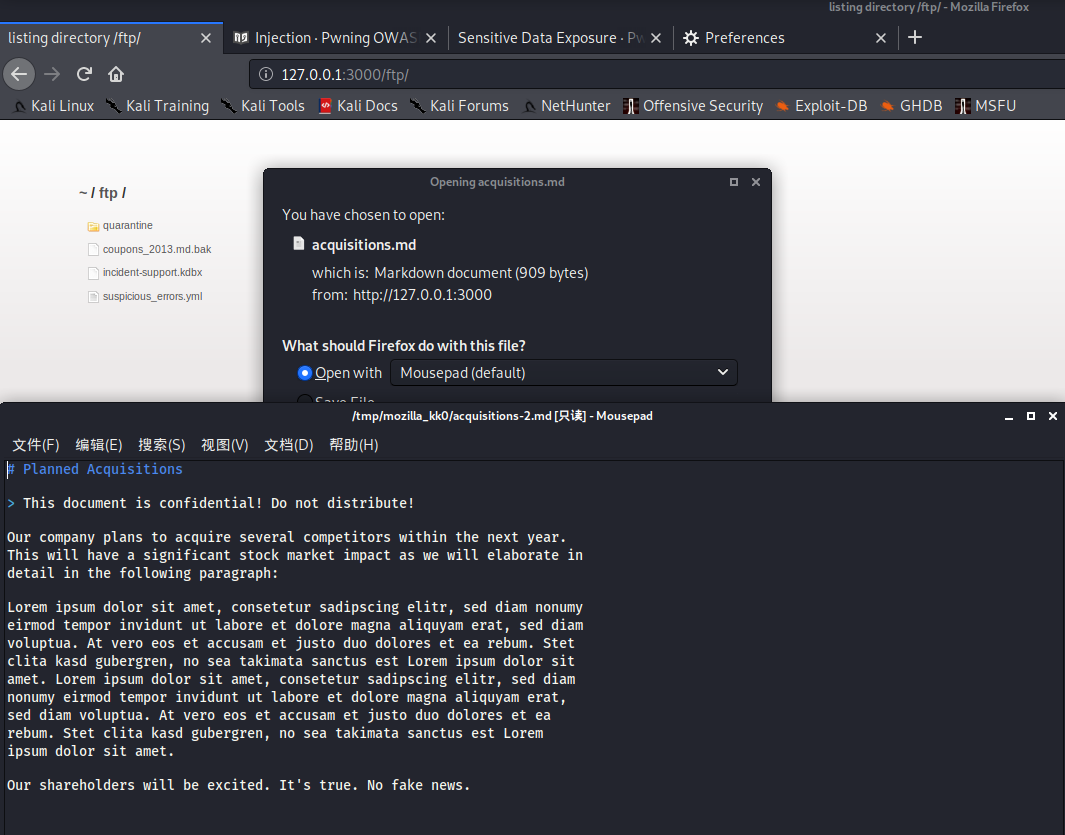 listing directory /ftp/ - Mozilla Firefox
listing directory /ftp/
Injection · Pwning OWAS
Sensitive Data Exposure · Pw
Preferences
127.0.0.1:3000/ftp/
Kali Linux Kali Training Kali Tools Kali Docs Kali Forums NetHunter Offensive Security Exploit-DB GHDB MSFU
~ / ftp /
quarantine
coupons_2013.md.bak
incident-support.kdbx
suspicious_errors.yml
Opening acquisitions.md
You have chosen to open:
acquisitions.md
which is: Markdown document (909 bytes)
from: http://127.0.0.1:3000
What should Firefox do with this file?
Open with Mousepad (default)
Save File
/tmp/mozilla_kk0/acquisitions-2.md [只读] - Mousepad
文件(F) 编辑(E) 搜索(S) 视图(V) 文档(D) 帮助(H)
# Planned Acquisitions
> This document is confidential! Do not distribute!
Our company plans to acquire several competitors within the next year.
This will have a significant stock market impact as we will elaborate in
detail in the following paragraph:
Lorem ipsum dolor sit amet, consetetur sadipscing elitr, sed diam nonumy
eirmod tempor invidunt ut labore et dolore magna aliquyam erat, sed diam
voluptua. At vero eos et accusam et justo duo dolores et ea rebum. Stet
clita kasd gubergren, no sea takimata sanctus est Lorem ipsum dolor sit
amet. Lorem ipsum dolor sit amet, consetetur sadipscing elitr, sed diam
nonumy eirmod tempor invidunt ut labore et dolore magna aliquyam erat,
sed diam voluptua. At vero eos et accusam et justo duo dolores et ea
rebum. Stet clita kasd gubergren, no sea takimata sanctus est Lorem
ipsum dolor sit amet.
Our shareholders will be excited. It's true. No fake news.